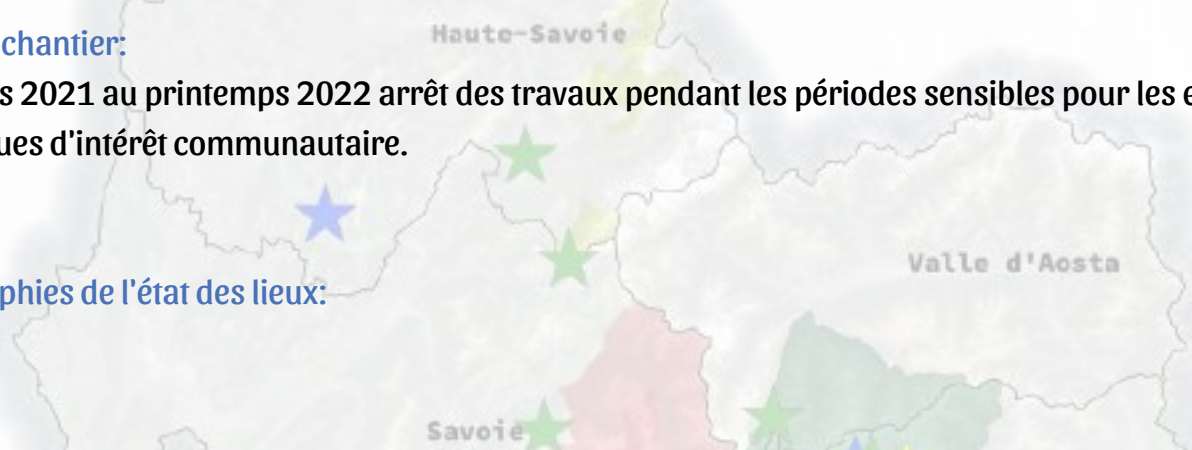 Haute-Savoie
chantier:
s 2021 au printemps 2022 arrêt des travaux pendant les périodes sensibles pour les e
ues d'intérêt communautaire.
Valle d'Aosta
phies de l'état des lieux:
Savoie